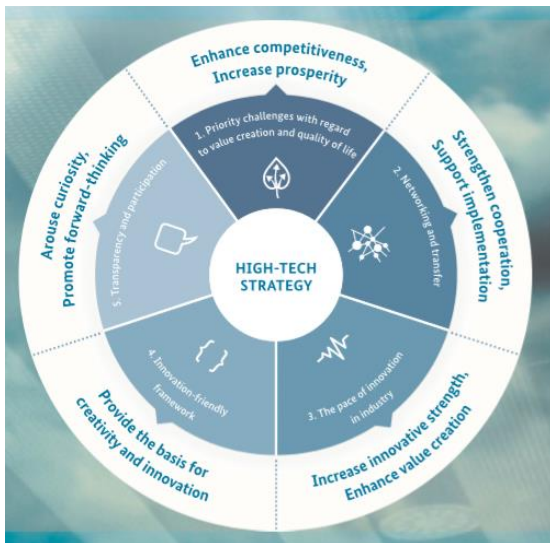 Enhance competitiveness,
Increase prosperity
1. Priority challenges with regard
to value creation and quality of life
Strengthen cooperation,
Support implementation
2. Networking and transfer
Increase innovative strength,
Enhance value creation
3. The pace of innovation
in industry
Provide the basis for
creativity and innovation
4. Innovation-friendly
framework
Arouse curiosity,
Promote forward-thinking
5. Transparency and participation
HIGH-TECH
STRATEGY